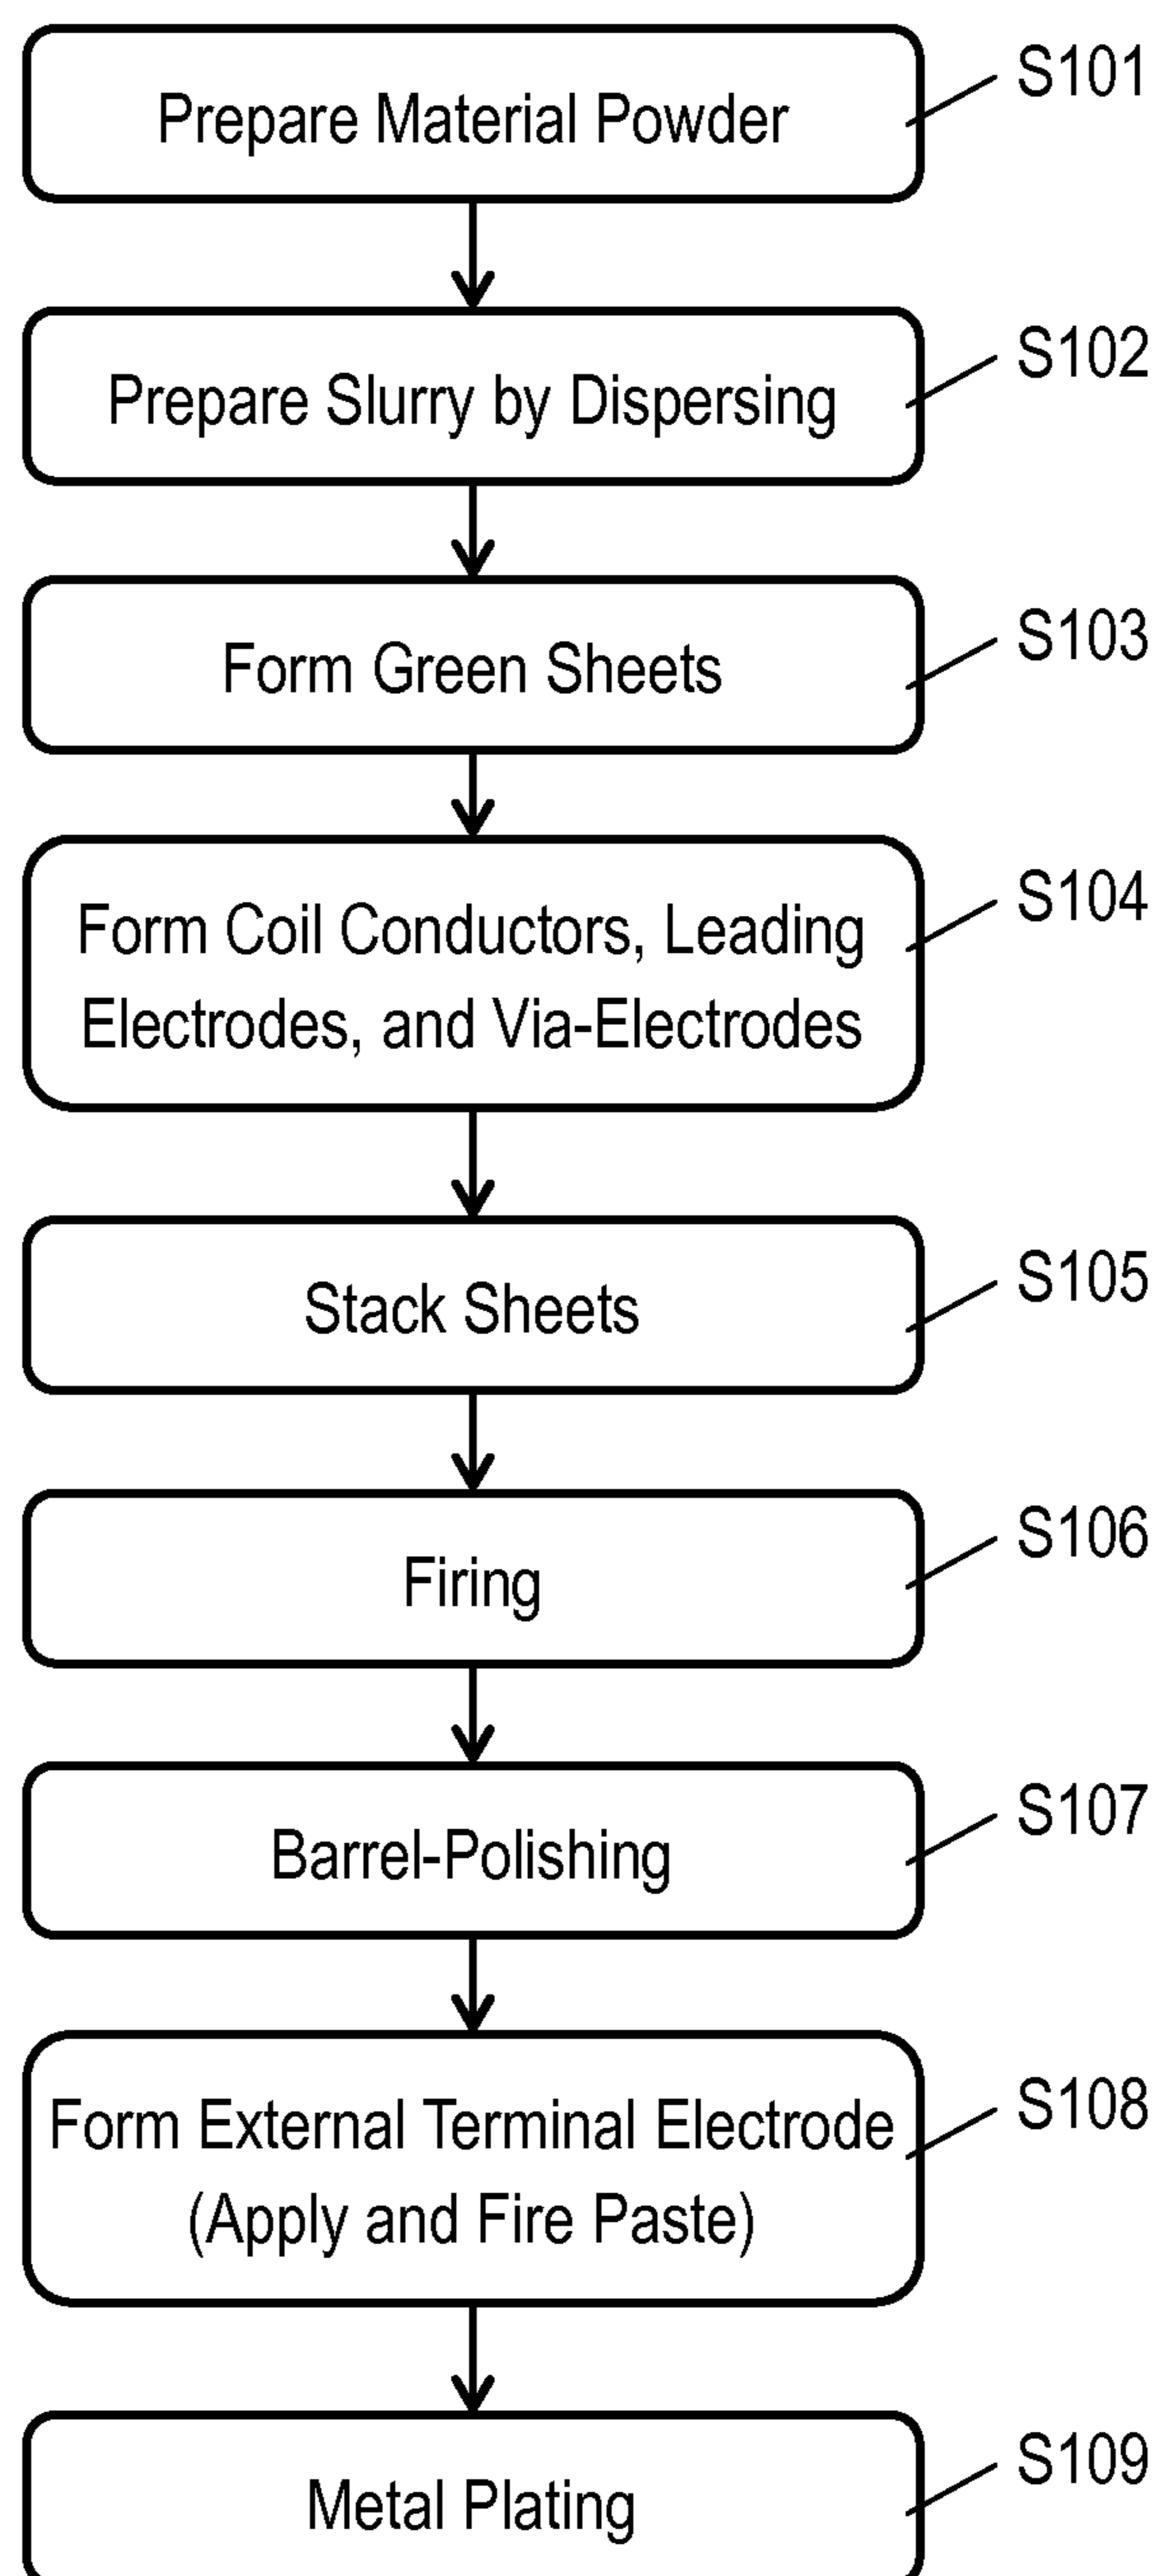 Prepare Material Powder
S101
Prepare Slurry by Dispersing
S102
Form Green Sheets
S103
Form Coil Conductors, Leading
Electrodes, and Via-Electrodes
S104
Stack Sheets
S105
Firing
S106
Barrel-Polishing
S107
Form External Terminal Electrode
(Apply and Fire Paste)
S108
Metal Plating
S109